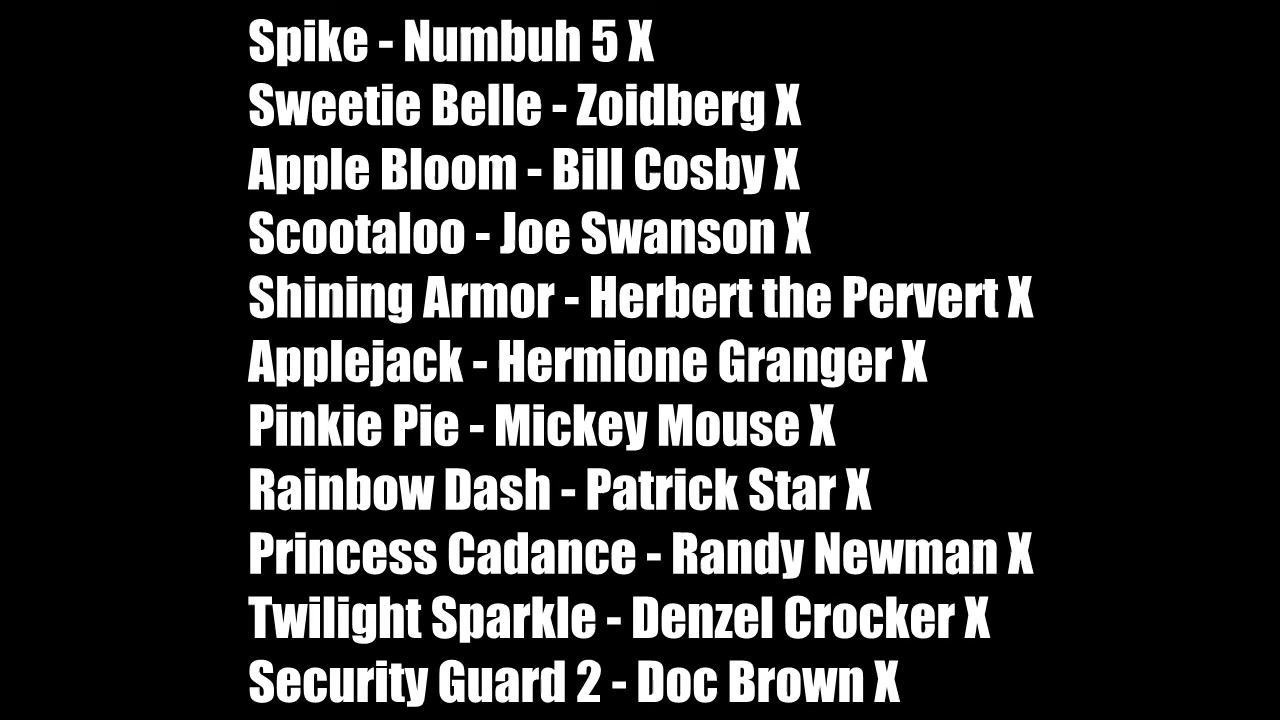 Spike - Numbuh 5 X
Sweetie Belle - Zoidberg X
Apple Bloom - Bill Cosby X
Scootaloo - Joe Swanson X
Shining Armor - Herbert the Pervert X
Applejack - Hermione Granger X
Pinkie Pie - Mickey Mouse X
Rainbow Dash - Patrick Star X
Princess Cadance - Randy Newman X
Twilight Sparkle - Denzel Crocker X
Security Guard 2 - Doc Brown X